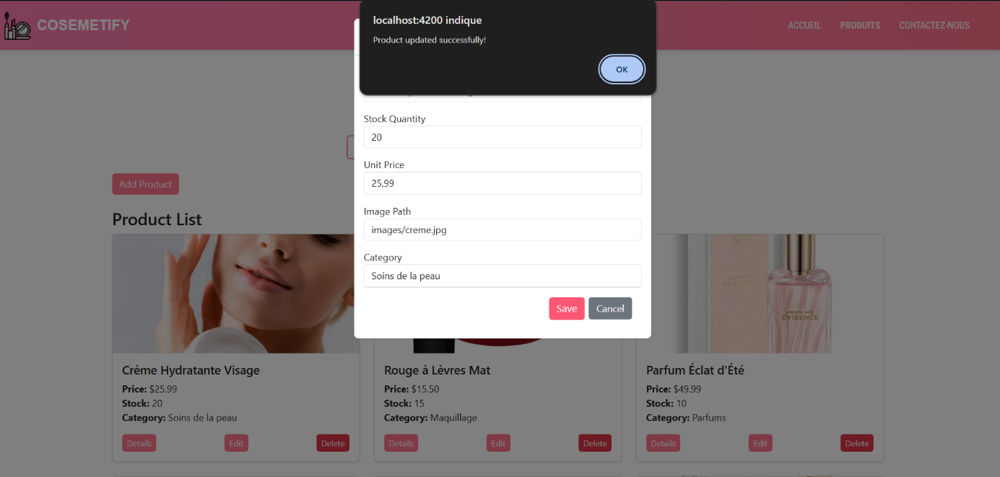 COSEMETIFY
ACCUEIL PRODUITS CONTACTEZ-NOUS
localhost:4200 indique
Product updated successfully!
OK
Stock Quantity
20
Unit Price
25,99
Image Path
images/creme.jpg
Category
Soins de la peau
Save Cancel
Add Product
Product List
EVIDENCE
EVIDENCE
Crème Hydratante Visage
Price: $25.99
Stock: 20
Category: Soins de la peau
Details Edit Delete
Rouge à Lèvres Mat
Price: $15.50
Stock: 15
Category: Maquillage
Details Edit Delete
Parfum Éclat d'Été
Price: $49.99
Stock: 10
Category: Parfums
Details Edit Delete